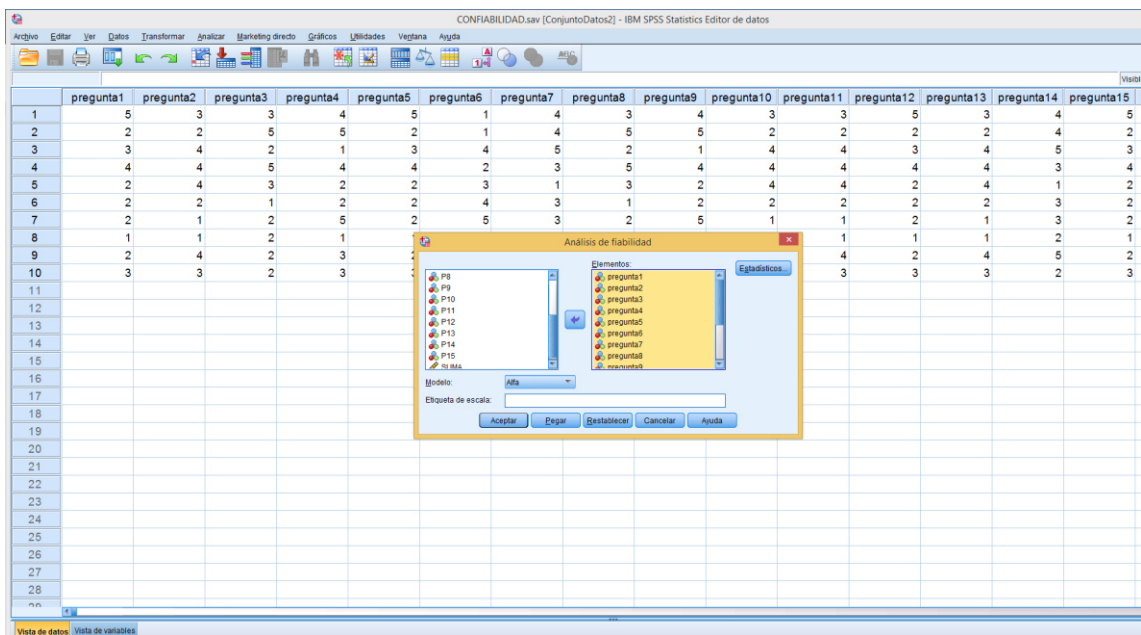 CONFIABILIDAD.sav [ConjuntoDatos2] - IBM SPSS Statistics Editor de datos
Archivo Editar Ver Datos Transformar Analizar Marketing directo Gráficos Utilidades Ventana Ayuda
Visibl
pregunta1 pregunta2 pregunta3 pregunta4 pregunta5 pregunta6 pregunta7 pregunta8 pregunta9 pregunta10 pregunta11 pregunta12 pregunta13 pregunta14 pregunta15
1 5 3 3 4 5 1 4 3 4 3 3 5 3 4 5
2 2 2 5 5 2 1 4 5 5 2 2 2 2 4 2
3 3 4 2 1 3 4 5 2 1 4 4 3 4 5 3
4 4 4 5 4 4 2 3 5 4 4 4 4 4 3 4
5 2 4 3 2 2 3 1 3 2 4 4 2 4 1 2
6 2 2 1 2 2 4 3 1 2 2 2 2 2 3 2
7 2 1 2 5 2 5 3 2 5 1 1 2 1 3 2
8 1 1 2 1 1 1 1 2 1
9 2 4 2 3 4 2 4 5 2
10 3 3 2 3 3 3 3 2 3
11
12
13
14
15
16
17
18
19
20
21
22
23
24
25
26
27
28
Análisis de fiabilidad
Elementos:
P8
P9
P10
P11
P12
P13
P14
P15
SUMA
pregunta1
pregunta2
pregunta3
pregunta4
pregunta5
pregunta6
pregunta7
pregunta8
pregunta9
Estadísticos...
Modelo: Alfa
Etiqueta de escala:
Aceptar Pegar Restablecer Cancelar Ayuda
Vista de datos Vista de variables